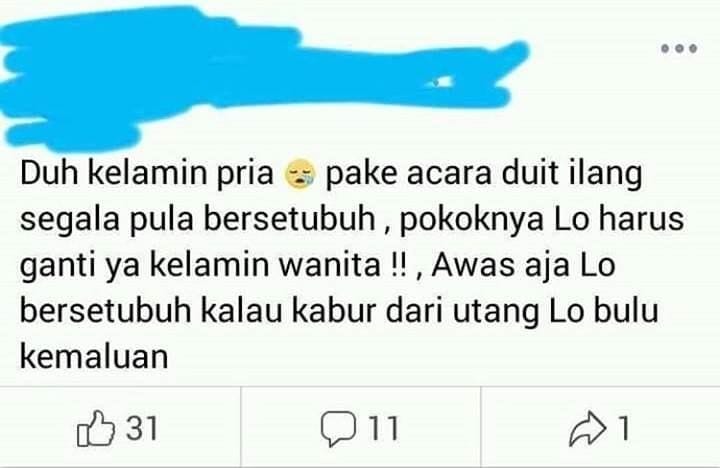 Duh kelamin pria 😪 pake acara duit ilang
segala pula bersetubuh , pokoknya Lo harus
ganti ya kelamin wanita !! , Awas aja Lo
bersetubuh kalau kabur dari utang Lo bulu
kemaluan
31
11
1